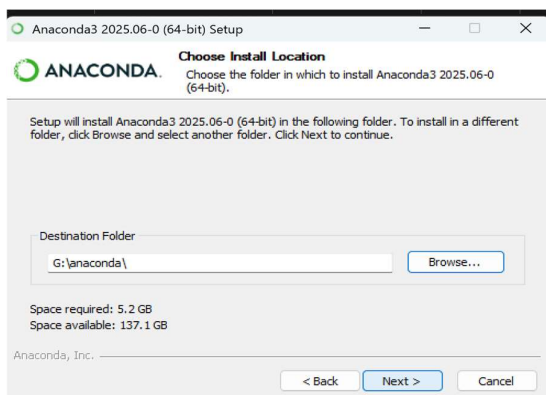 Anaconda3 2025.06-0 (64-bit) Setup
ANACONDA.
Choose Install Location
Choose the folder in which to install Anaconda3 2025.06-0
(64-bit).
Setup will install Anaconda3 2025.06-0 (64-bit) in the following folder. To install in a different
folder, click Browse and select another folder. Click Next to continue.
Destination Folder
G:\anaconda\
Browse...
Space required: 5.2 GB
Space available: 137.1 GB
Anaconda, Inc.
< Back
Next >
Cancel